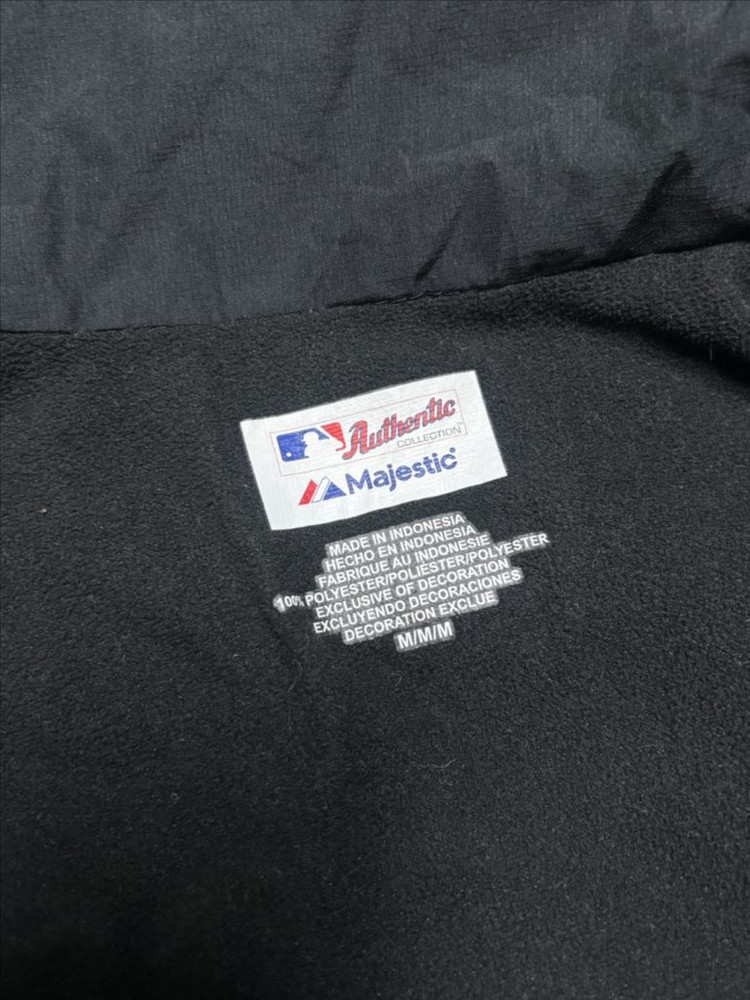 Authentic
COLLECTION™
Majestic
MADE IN INDONESIA
HECHO EN INDONESIA
FABRIQUE AU INDONESIE
100% POLYESTER/POLIÉSTER/POLYESTER
EXCLUSIVE OF DECORATION
EXCLUYENDO DECORACIONES
DECORATION EXCLUE
M/M/M